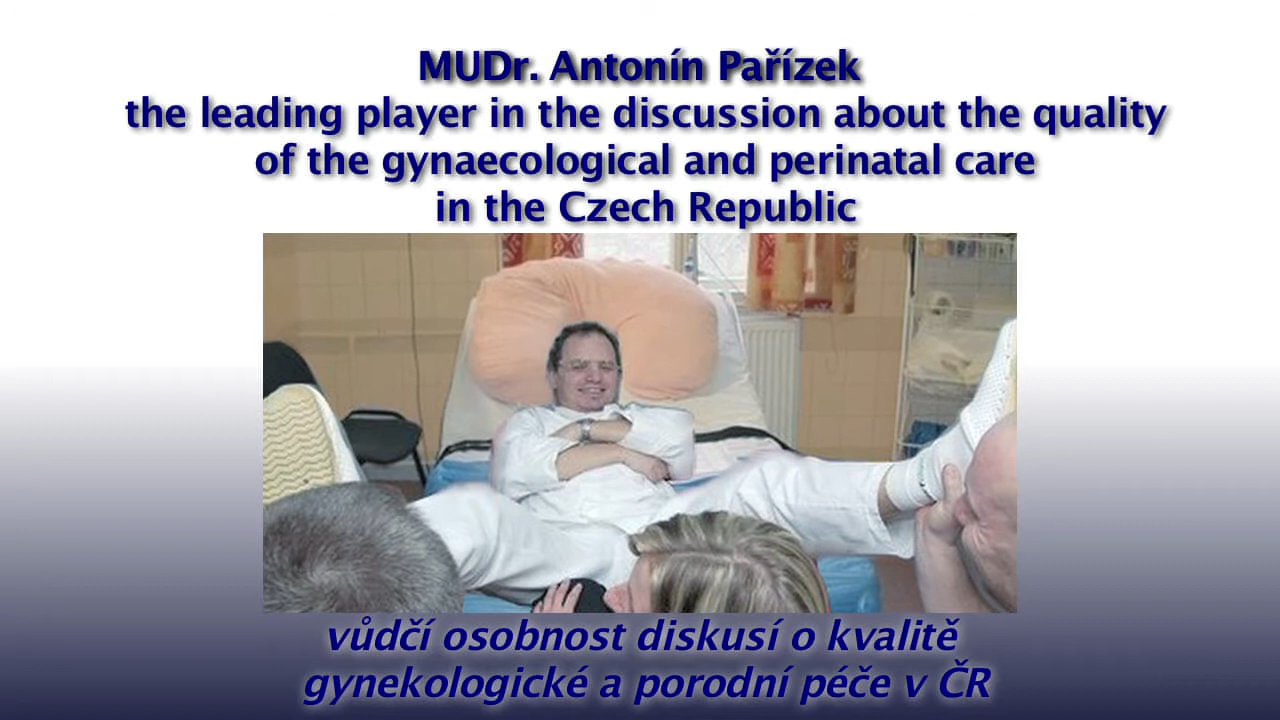 MUDr. Antonín Pařízek
the leading player in the discussion about the quality
of the gynaecological and perinatal care
in the Czech Republic
vůdčí osobnost diskusí o kvalitě
gynekologické a porodní péče v ČR